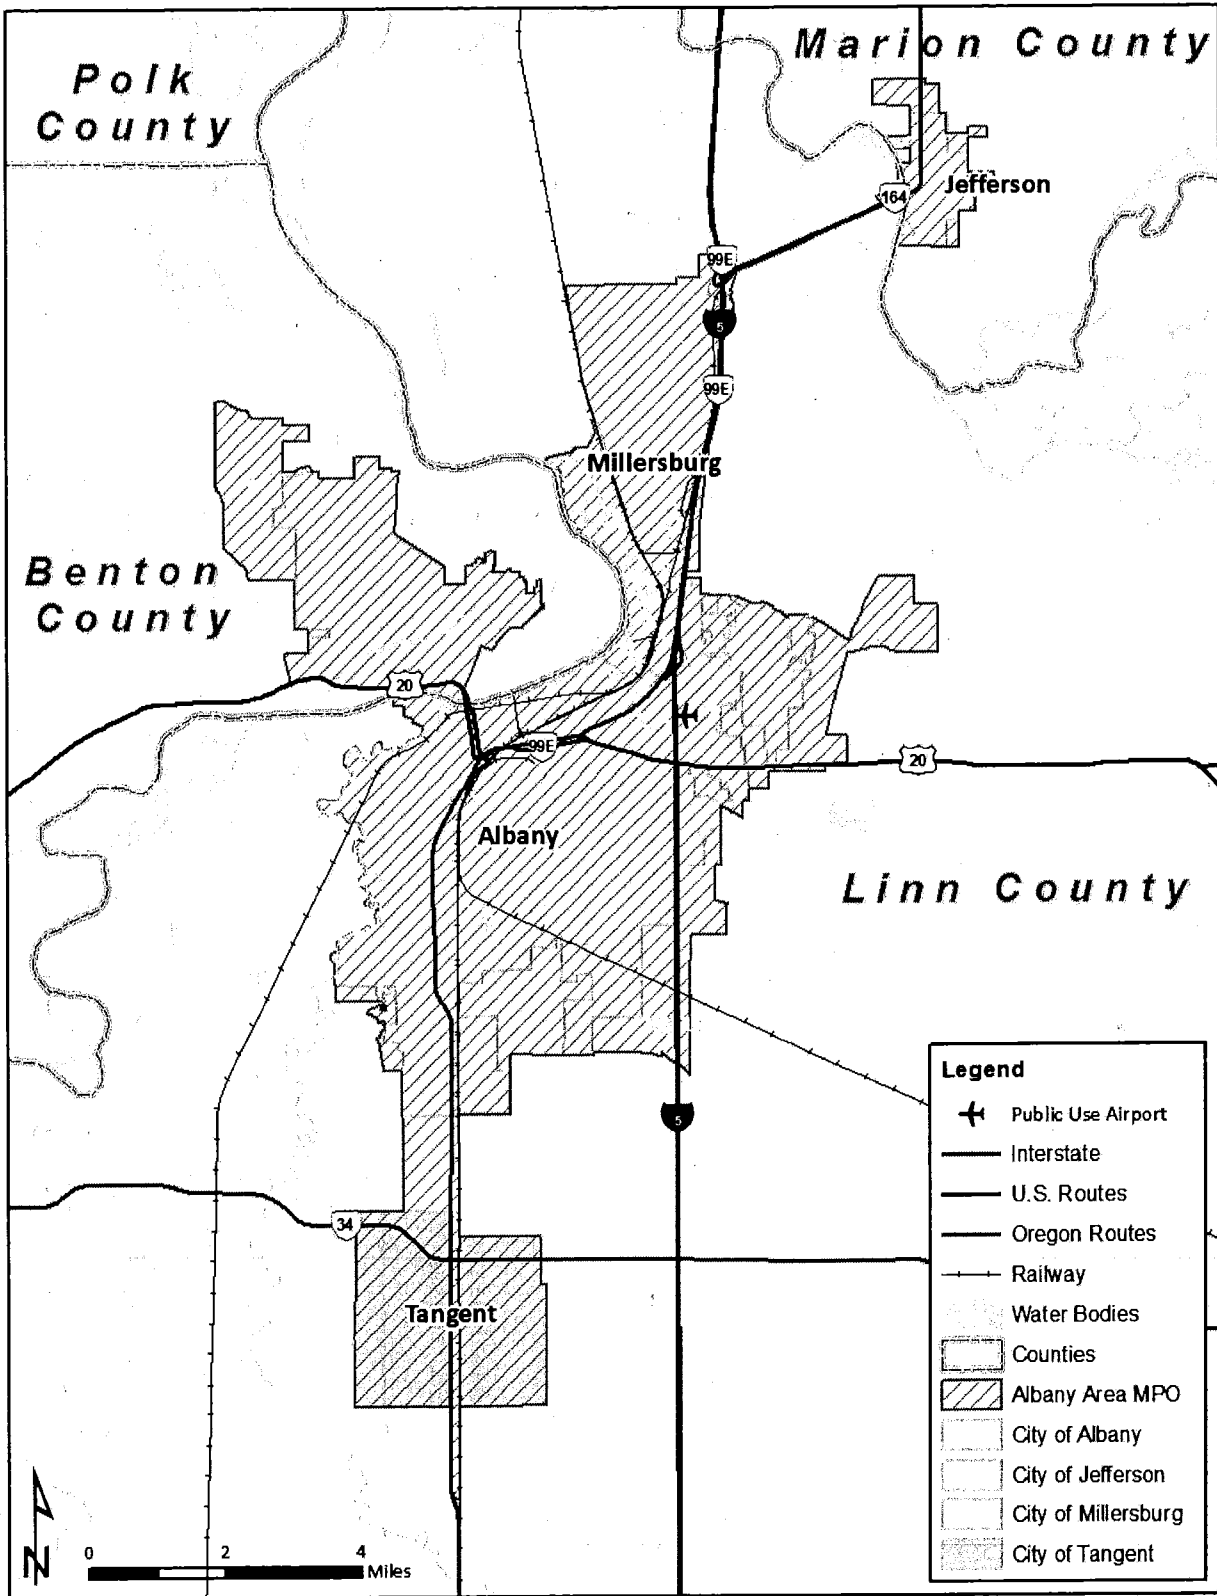 Marion County
Polk
County
Jefferson
164
99E
5
99E
Millersburg
Benton
County
20
99E
20
Albany
Linn County
5
34
Tangent
Legend
Public Use Airport
Interstate
U.S. Routes
Oregon Routes
Railway
Water Bodies
Counties
Albany Area MPO
City of Albany
City of Jefferson
City of Millersburg
City of Tangent
N
0 2 4
Miles